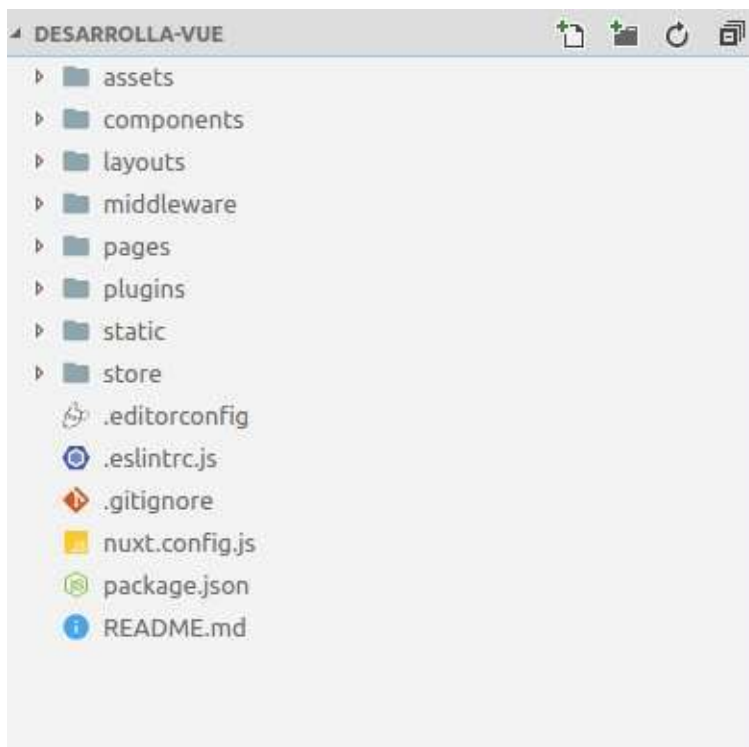 DESARROLLA-VUE
assets
components
layouts
middleware
pages
plugins
static
store
.editorconfig
.eslintrc.js
.gitignore
nuxt.config.js
package.json
README.md